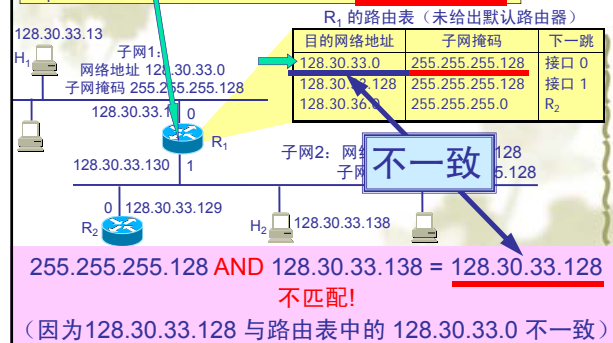 R1 的路由表（未给出默认路由器）
目的网络地址 子网掩码 下一跳
128.30.33.0 255.255.255.128 接口 0
255.255.255.128 接口 1
128.30.36.0 255.255.255.0 R2
128.30.33.13
H1
子网1：
网络地址 128.30.33.0
子网掩码 255.255.255.128
128.30.33.1 0
R1
128.30.33.130 1
子网2：网 128
子 5.128
不一致
0 128.30.33.129
R2
H2 128.30.33.138
255.255.255.128 AND 128.30.33.138 = 128.30.33.128
不匹配!
（因为128.30.33.128 与路由表中的 128.30.33.0 不一致）